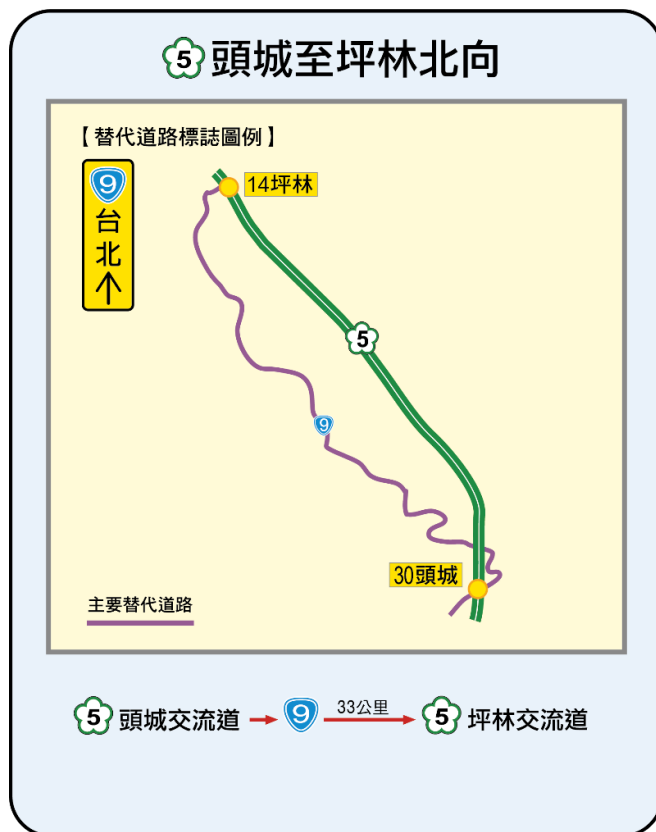 5 頭城至坪林北向
【替代道路標誌圖例】
9
台
北
↑
14坪林
5
9
30頭城
主要替代道路
5 頭城交流道 → 9 33公里 → 5 坪林交流道